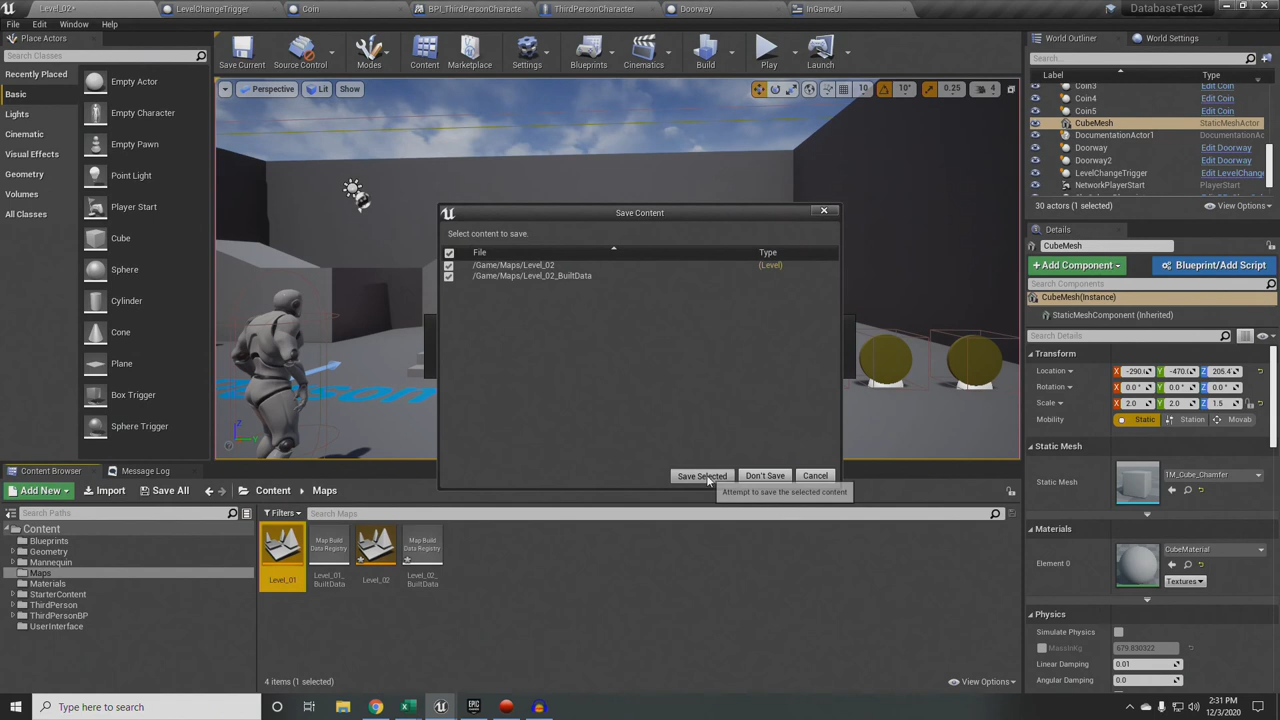 Level_02*
LevelChangeTrigger
Coin
BPI_ThirdPersonCharacte
ThirdPersonCharacter
Doorway
InGameUI
DatabaseTest2
File
Edit
Window
Help
Place Actors
Search Classes
Recently Placed
Basic
Lights
Cinematic
Visual Effects
Geometry
Volumes
All Classes
Empty Actor
Empty Character
Empty Pawn
Point Light
Player Start
Cube
Sphere
Cylinder
Cone
Plane
Box Trigger
Sphere Trigger
Save Current
Source Control
Modes
Content
Marketplace
Settings
Blueprints
Cinematics
Build
Play
Launch
Perspective
Lit
Show
10
10°
0.25
4
Save Content
Select content to save.
File
Type
/Game/Maps/Level_02
(Level)
/Game/Maps/Level_02_BuiltData
Save Selected
Don't Save
Cancel
Attempt to save the selected content
World Outliner
World Settings
Search...
Label
Type
Coin3
Edit Coin
Coin4
Edit Coin
Coin5
Edit Coin
CubeMesh
StaticMeshActor
DocumentationActor1
DocumentationAc
Doorway
Edit Doorway
Doorway2
Edit Doorway
LevelChangeTrigger
Edit LevelChang
NetworkPlayerStart
PlayerStart
30 actors (1 selected)
View Options
Details
CubeMesh
+Add Component
Blueprint/Add Script
Search Components
CubeMesh(Instance)
StaticMeshComponent (Inherited)
Search Details
Transform
Location
X -290.
Y -470.
Z 205.4
Rotation
X 0.0 °
Y 0.0 °
Z 0.0 °
Scale
X 2.0
Y 2.0
Z 1.5
Mobility
Static
Station
Movab
Static Mesh
Static Mesh
1M_Cube_Chamfer
Materials
Element 0
CubeMaterial
Textures
Physics
Simulate Physics
MassInKg
679.830322
Linear Damping
0.01
Angular Damping
0.0
Content Browser
Message Log
Add New
Import
Save All
Content
Maps
Search Paths
Filters
Search Maps
Content
Blueprints
Geometry
Mannequin
Maps
Materials
StarterContent
ThirdPerson
ThirdPersonBP
UserInterface
Map Build
Data Registry
Map Build
Data Registry
Level_01
Level_01_
BuiltData
Level_02
Level_02_
BuiltData
4 items (1 selected)
View Options
Type here to search
2:31 PM
12/3/2020